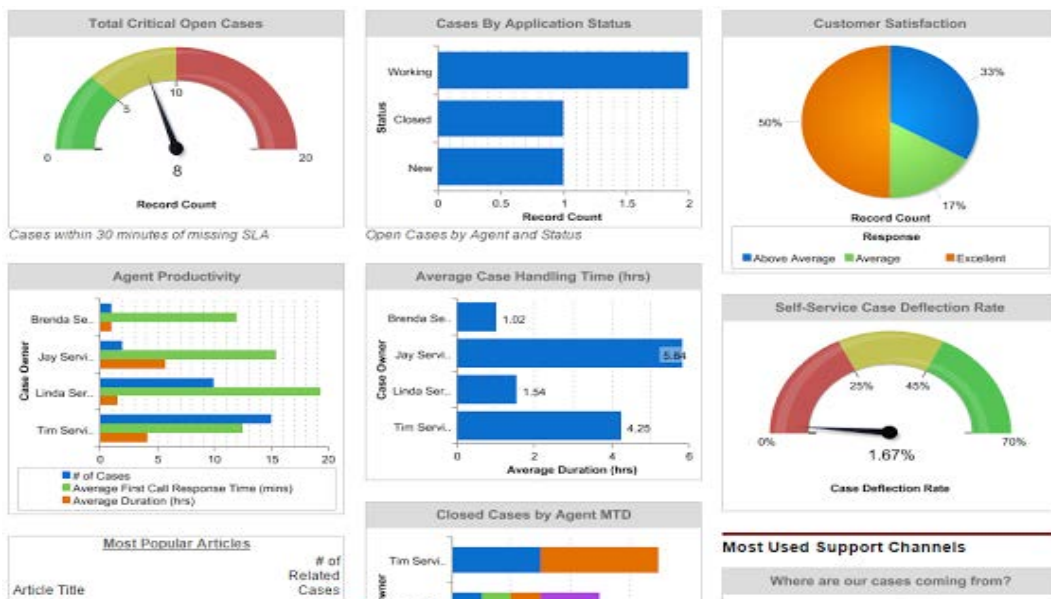 Total Critical Open Cases
0
5
10
20
8
Record Count
Cases within 30 minutes of missing SLA
Cases By Application Status
Status
Working
Closed
New
0 0.5 1 1.5 2
Record Count
Open Cases by Agent and Status
Customer Satisfaction
33%
50%
17%
Record Count
Response
Above Average Average Excellent
Agent Productivity
Case Owner
Brenda Se..
Jay Servi..
Linda Ser..
Tim Servi..
0 5 10 15 20
# of Cases
Average First Call Response Time (mins)
Average Duration (hrs)
Average Case Handling Time (hrs)
Case Owner
Brenda Se.. 1.02
Jay Servi.. 5.64
Linda Ser.. 1.54
Tim Servi.. 4.25
0 2 4 6
Average Duration (hrs)
Self-Service Case Deflection Rate
25% 45%
0% 70%
1.67%
Case Deflection Rate
Most Popular Articles
# of
Related
Article Title Cases
Closed Cases by Agent MTD
Tim Servi..
Most Used Support Channels
Where are our cases coming from?